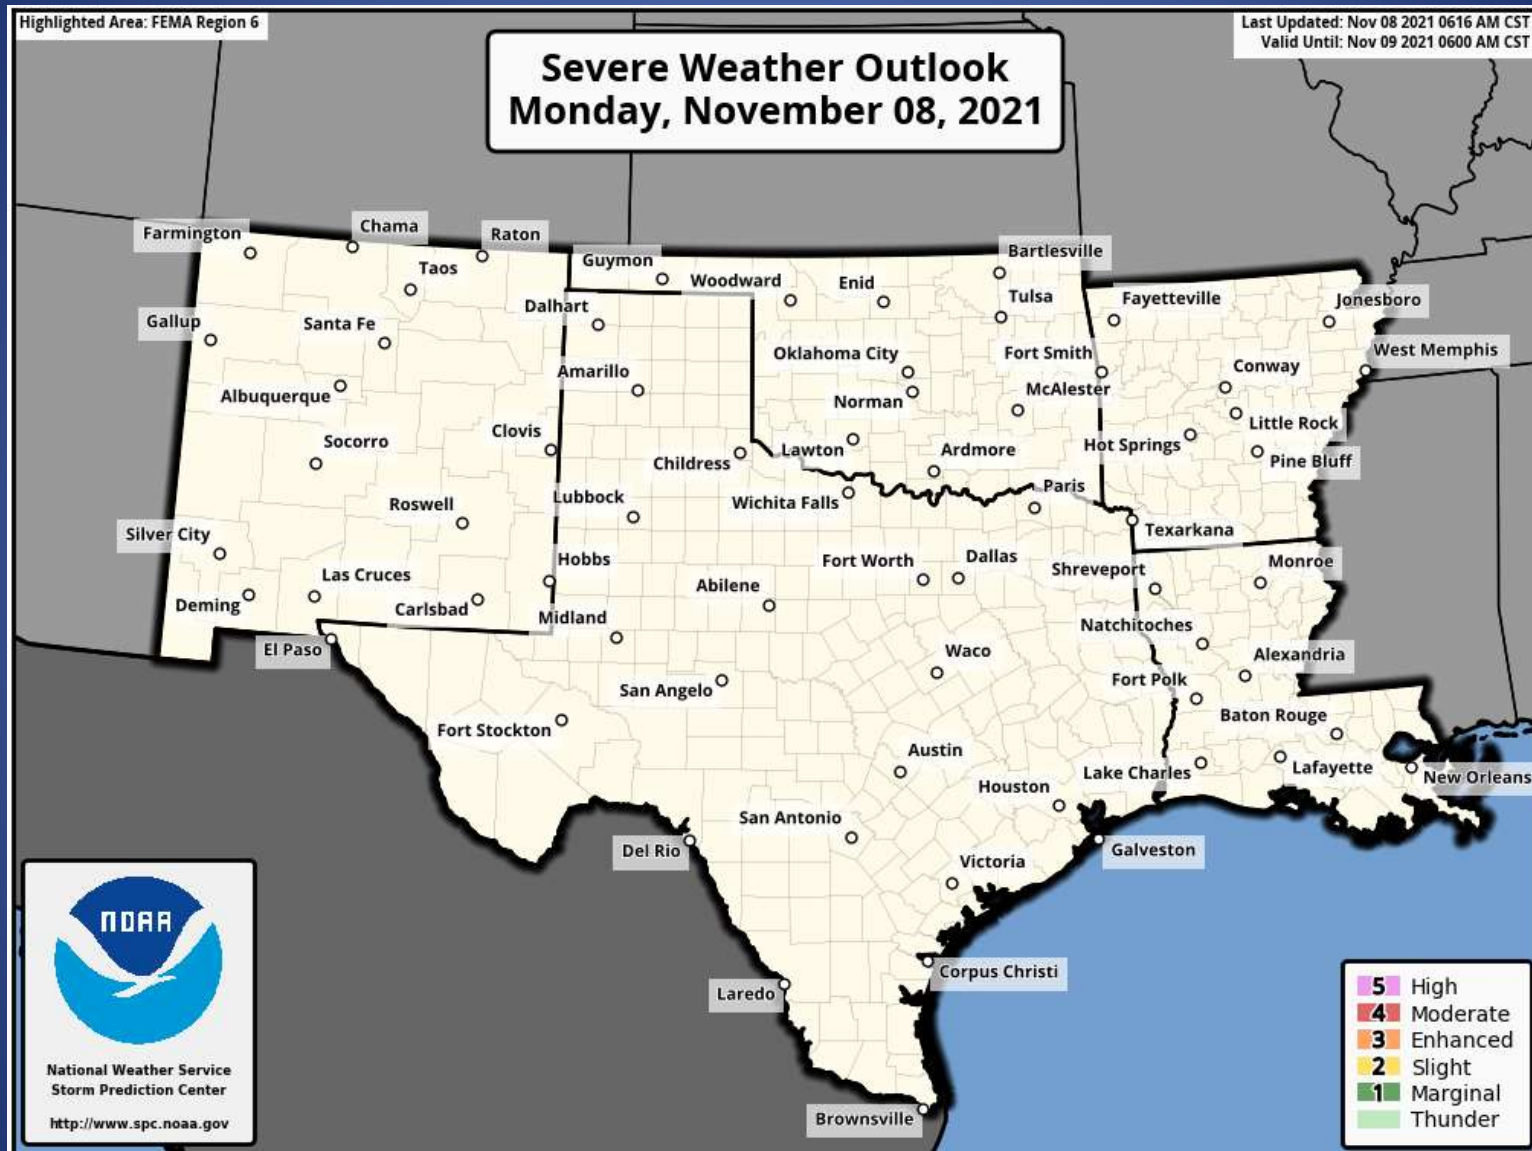 Highlighted Area: FEMA Region 6
Last Updated: Nov 08 2021 0616 AM CST
Valid Until: Nov 09 2021 0600 AM CST
Severe Weather Outlook
Monday, November 08, 2021
Farmington
Chama
Raton
Taos
Guymon
Woodward
Enid
Bartlesville
Tulsa
Fayetteville
Jonesboro
Gallup
Santa Fe
Dalhart
Oklahoma City
Fort Smith
West Memphis
Conway
Amarillo
Albuquerque
Norman
McAlester
Little Rock
Socorro
Clovis
Childress
Lawton
Ardmore
Hot Springs
Pine Bluff
Roswell
Lubbock
Wichita Falls
Paris
Texarkana
Silver City
Hobbs
Fort Worth
Dallas
Shreveport
Monroe
Las Cruces
Abilene
Deming
Carlsbad
Midland
Natchitoches
El Paso
Waco
Alexandria
San Angelo
Fort Polk
Fort Stockton
Baton Rouge
Austin
Lake Charles
Lafayette
New Orleans
Houston
San Antonio
Del Rio
Victoria
Galveston
Corpus Christi
Laredo
Brownsville
NOAA
National Weather Service
Storm Prediction Center
http://www.spc.noaa.gov
5 High
4 Moderate
3 Enhanced
2 Slight
1 Marginal
Thunder